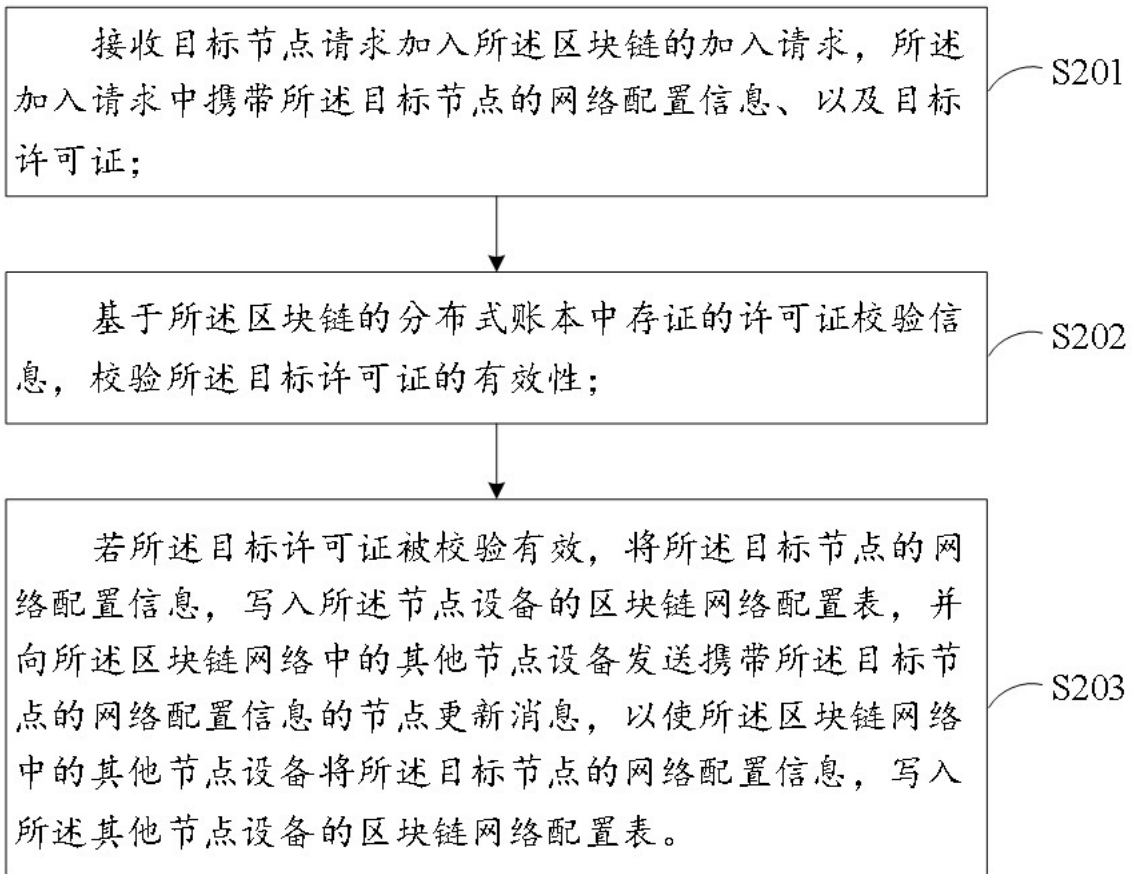 接收目标节点请求加入所述区块链的加入请求，所述
加入请求中携带所述目标节点的网络配置信息、以及目标
许可证；
S201
基于所述区块链的分布式账本中存证的许可证校验信
息，校验所述目标许可证的有效性；
S202
若所述目标许可证被校验有效，将所述目标节点的网
络配置信息，写入所述节点设备的区块链网络配置表，并
向所述区块链网络中的其他节点设备发送携带所述目标节
点的网络配置信息的节点更新消息，以使所述区块链网络
中的其他节点设备将所述目标节点的网络配置信息，写入
所述其他节点设备的区块链网络配置表。
S203